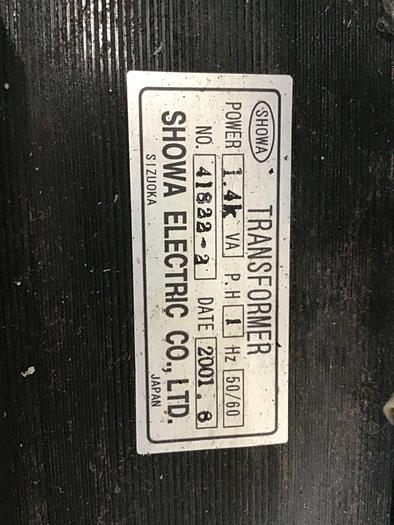 SHOWA TRANSFORMER
POWER 1.4k VA P.H 1 Hz 50/60
NO. 41822-2 DATE 2001.8
SHOWA ELECTRIC CO., LTD.
SIZUOKA JAPAN